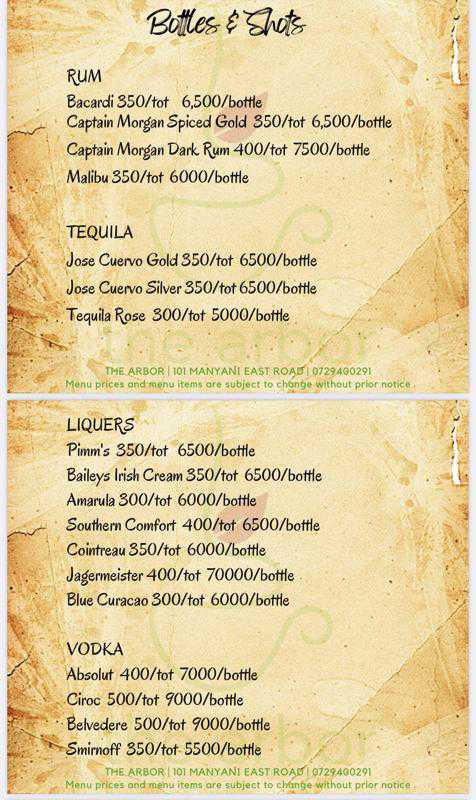 Bottles & Shots
RUM
Bacardi 350/tot 6,500/bottle
Captain Morgan Spiced Gold 350/tot 6,500/bottle
Captain Morgan Dark Rum 400/tot 7500/bottle
Malibu 350/tot 6000/bottle
TEQUILA
Jose Cuervo Gold 350/tot 6500/bottle
Jose Cuervo Silver 350/tot 6500/bottle
Tequila Rose 300/tot 5000/bottle
the arbor
THE ARBOR | 101 MANYANI EAST ROAD | 0729400291
Menu prices and menu items are subject to change without prior notice
LIQUERS
Pimm's 350/tot 6500/bottle
Baileys Irish Cream 350/tot 6500/bottle
Amarula 300/tot 6000/bottle
Southern Comfort 400/tot 6500/bottle
Cointreau 350/tot 6000/bottle
Jagermeister 400/tot 70000/bottle
Blue Curacao 300/tot 6000/bottle
VODKA
Absolut 400/tot 7000/bottle
Ciroc 500/tot 9000/bottle
Belvedere 500/tot 9000/bottle
Smirnoff 350/tot 5500/bottle
THE ARBOR | 101 MANYANI EAST ROAD | 0729400291
Menu prices and menu items are subject to change without prior notice .